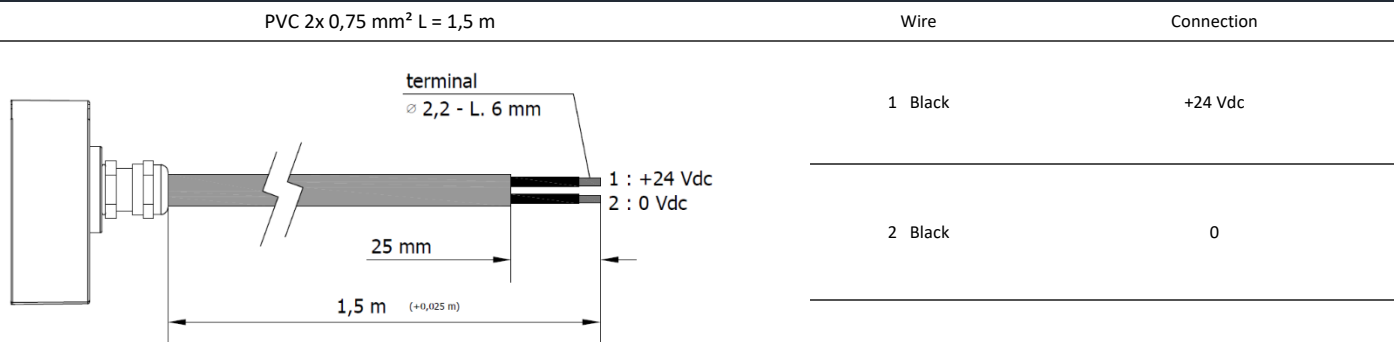 PVC 2x 0,75 mm² L = 1,5 m
Wire
Connection
terminal
⌀ 2,2 - L. 6 mm
1 Black
+24 Vdc
1 : +24 Vdc
2 : 0 Vdc
2 Black
0
25 mm
1,5 m (+0,025 m)